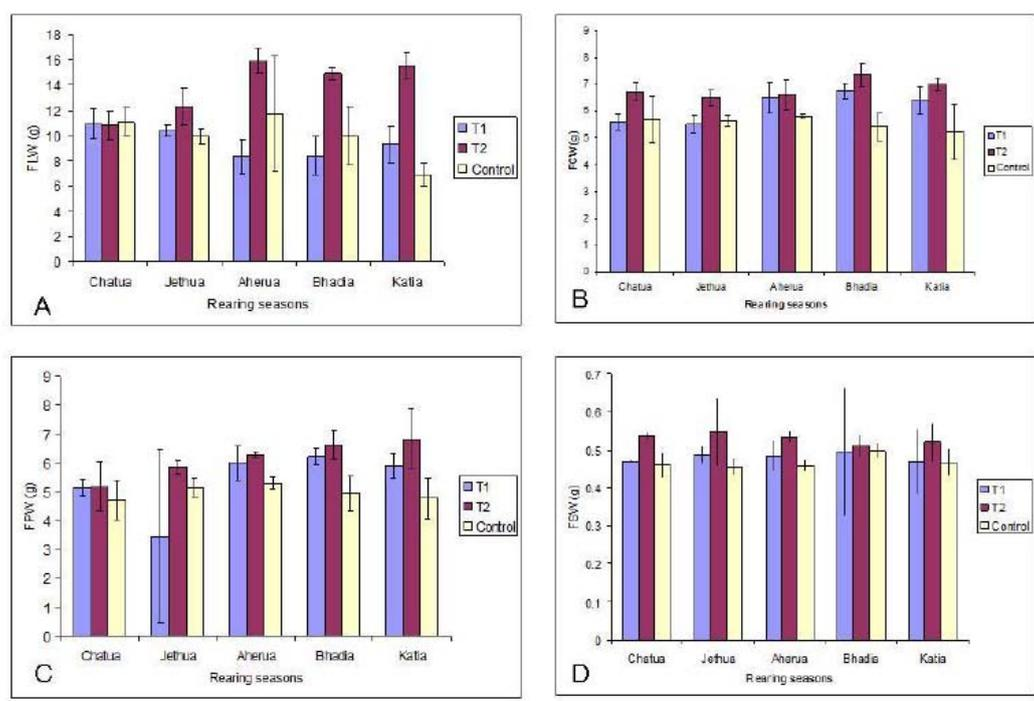 18
16
14
12
10
8
6
4
2
0
FLW (g)
Chatua Jethua Aherua Bhadia Katia
Rearing seasons
T1
T2
Control
A
9
8
7
6
5
4
3
2
1
0
FCW (g)
Chatua Jethua Aherua Bhadia Katia
Rearing seasons
T1
T2
Control
B
9
8
7
6
5
4
3
2
1
0
FPW (g)
Chatua Jethua Aherua Bhadia Katia
Rearing seasons
T1
T2
Control
C
0.7
0.6
0.5
0.4
0.3
0.2
0.1
0
FSW (g)
Chatua Jethua Aherua Bhadia Katia
Rearing seasons
T1
T2
Control
D